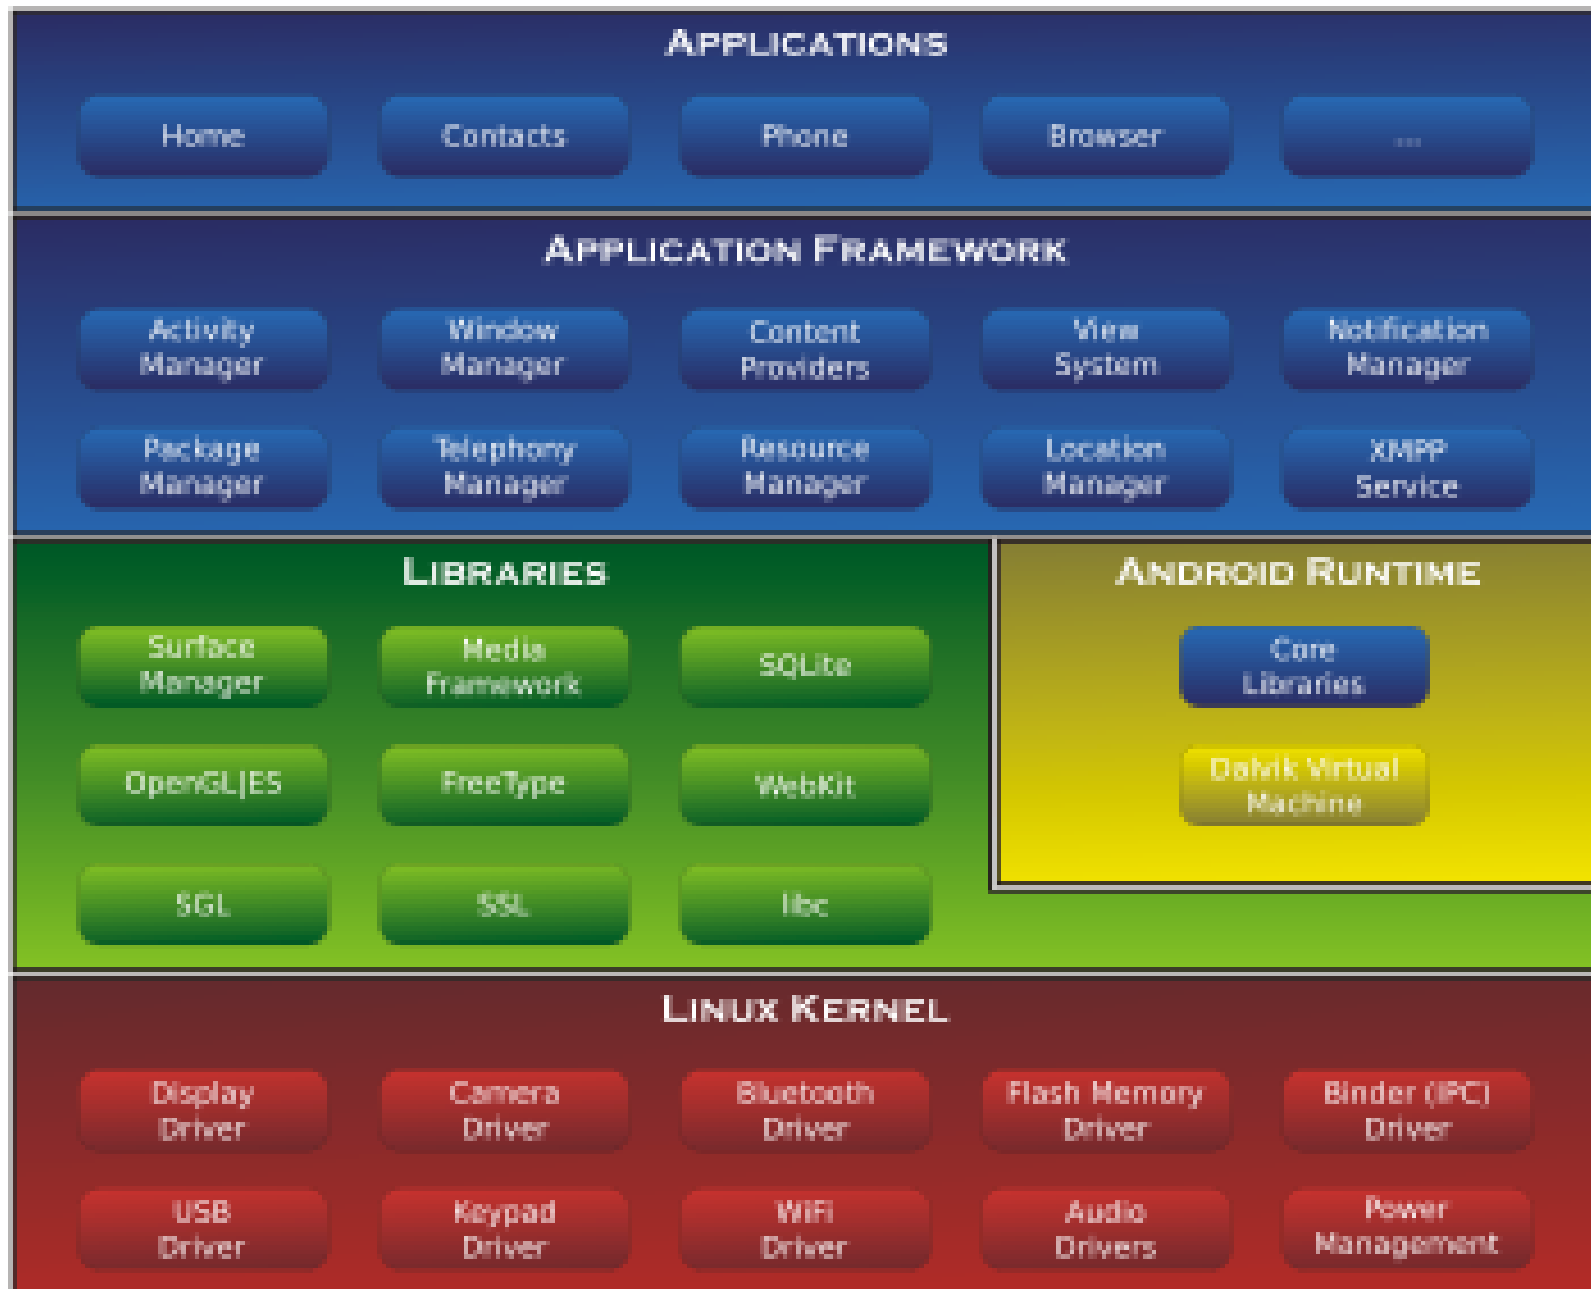 APPLICATIONS
Home
Contacts
Phone
Browser
...
APPLICATION FRAMEWORK
Activity
Manager
Window
Manager
Content
Providers
View
System
Notification
Manager
Package
Manager
Telephony
Manager
Resource
Manager
Location
Manager
XMPP
Service
LIBRARIES
Surface
Manager
Media
Framework
SQLite
OpenGL|ES
FreeType
WebKit
SGL
SSL
libc
ANDROID RUNTIME
Core
Libraries
Dalvik Virtual
Machine
LINUX KERNEL
Display
Driver
Camera
Driver
Bluetooth
Driver
Flash Memory
Driver
Binder (IPC)
Driver
USB
Driver
Keypad
Driver
WiFi
Driver
Audio
Drivers
Power
Management